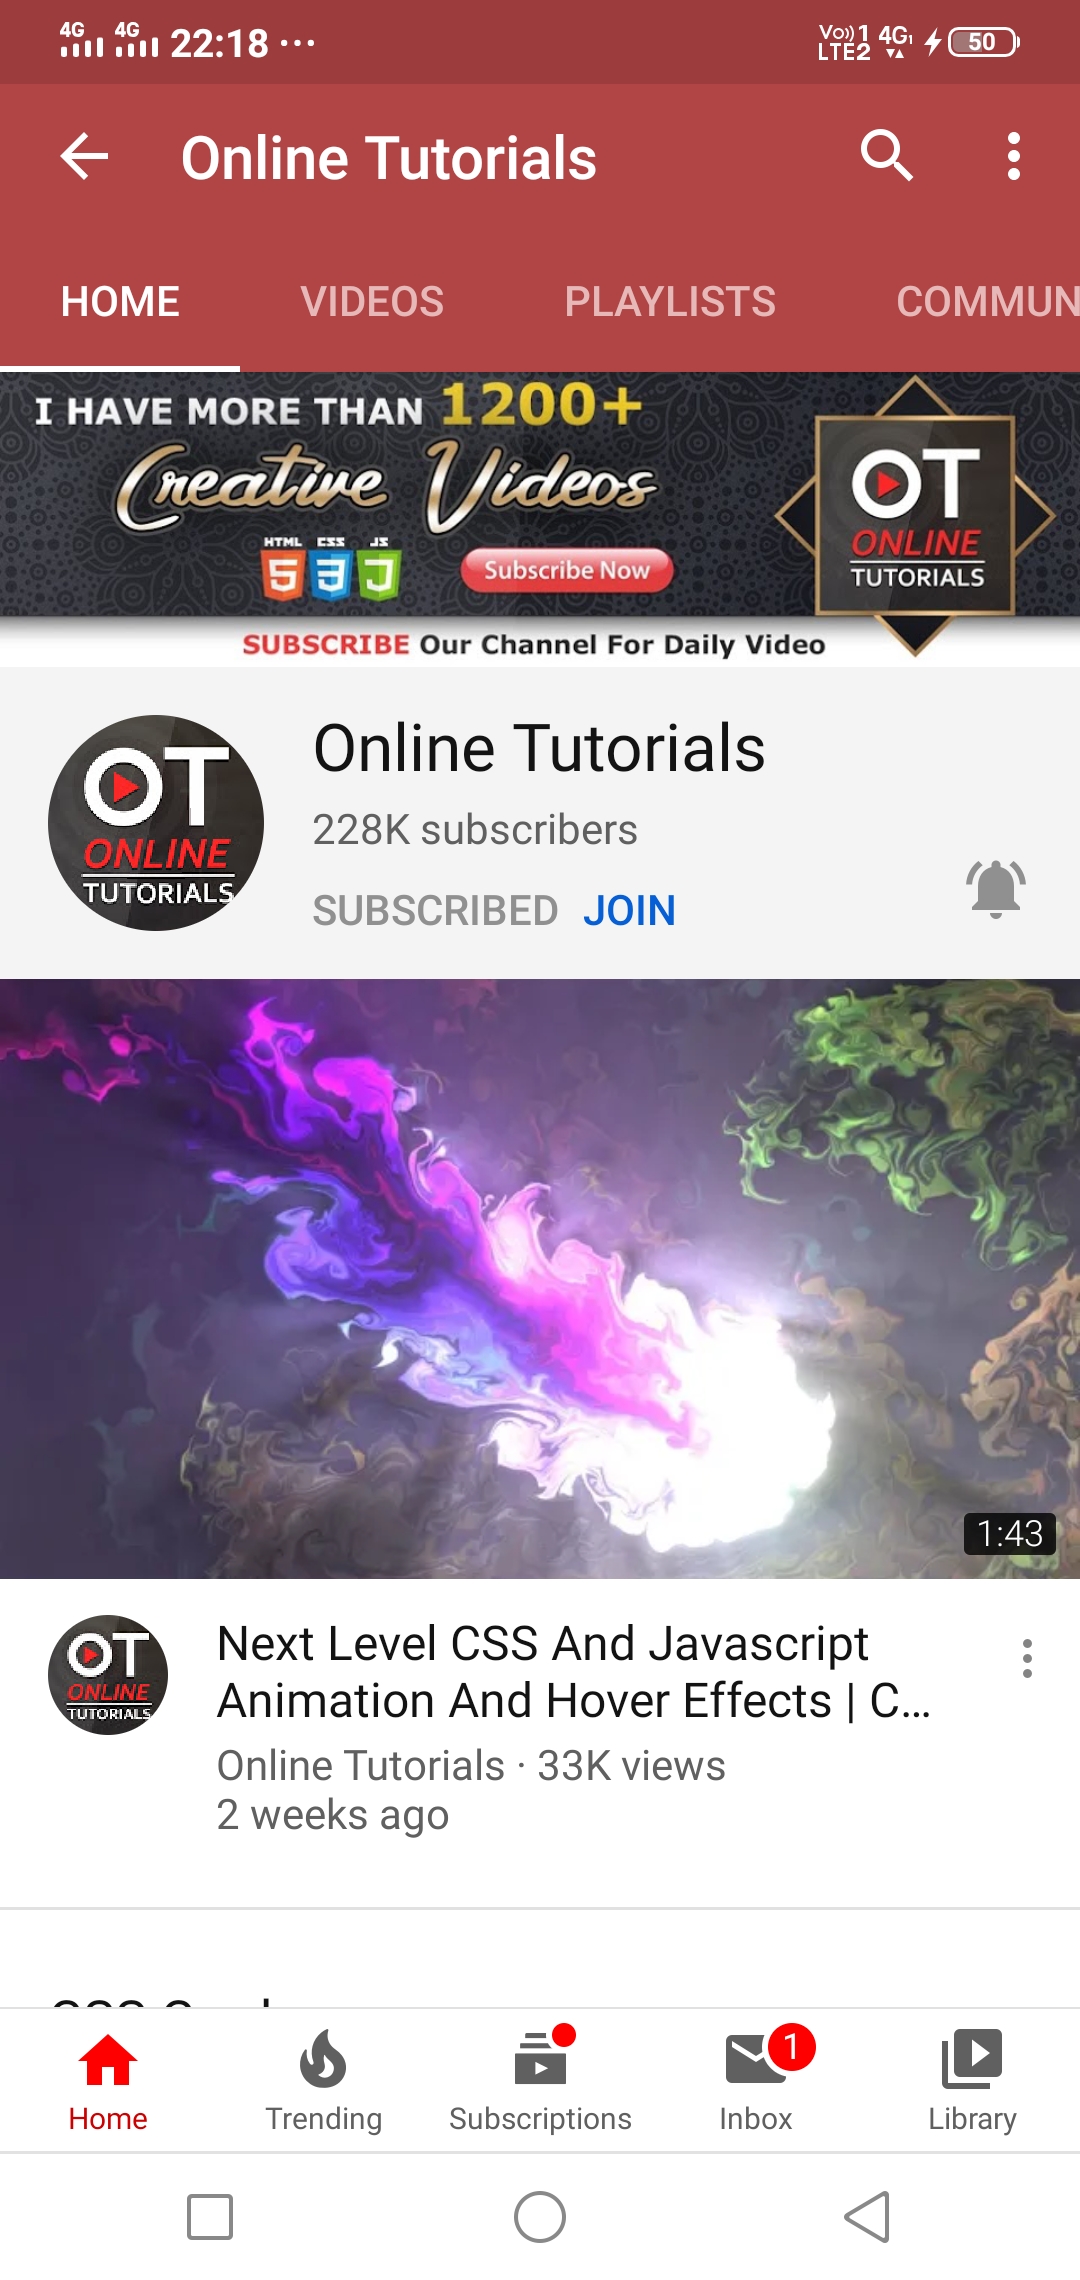 4G 4G 22:18 ... Vo)) 1 LTE2 4G1 50
Online Tutorials
HOME VIDEOS PLAYLISTS COMMUN
I HAVE MORE THAN 1200+
Creative Videos
HTML CSS JS
5 3 J
Subscribe Now
OT
ONLINE
TUTORIALS
SUBSCRIBE Our Channel For Daily Video
OT
ONLINE
TUTORIALS
Online Tutorials
228K subscribers
SUBSCRIBED JOIN
1:43
OT
ONLINE
TUTORIALS
Next Level CSS And Javascript
Animation And Hover Effects | C...
Online Tutorials · 33K views
2 weeks ago
1
Home Trending Subscriptions Inbox Library